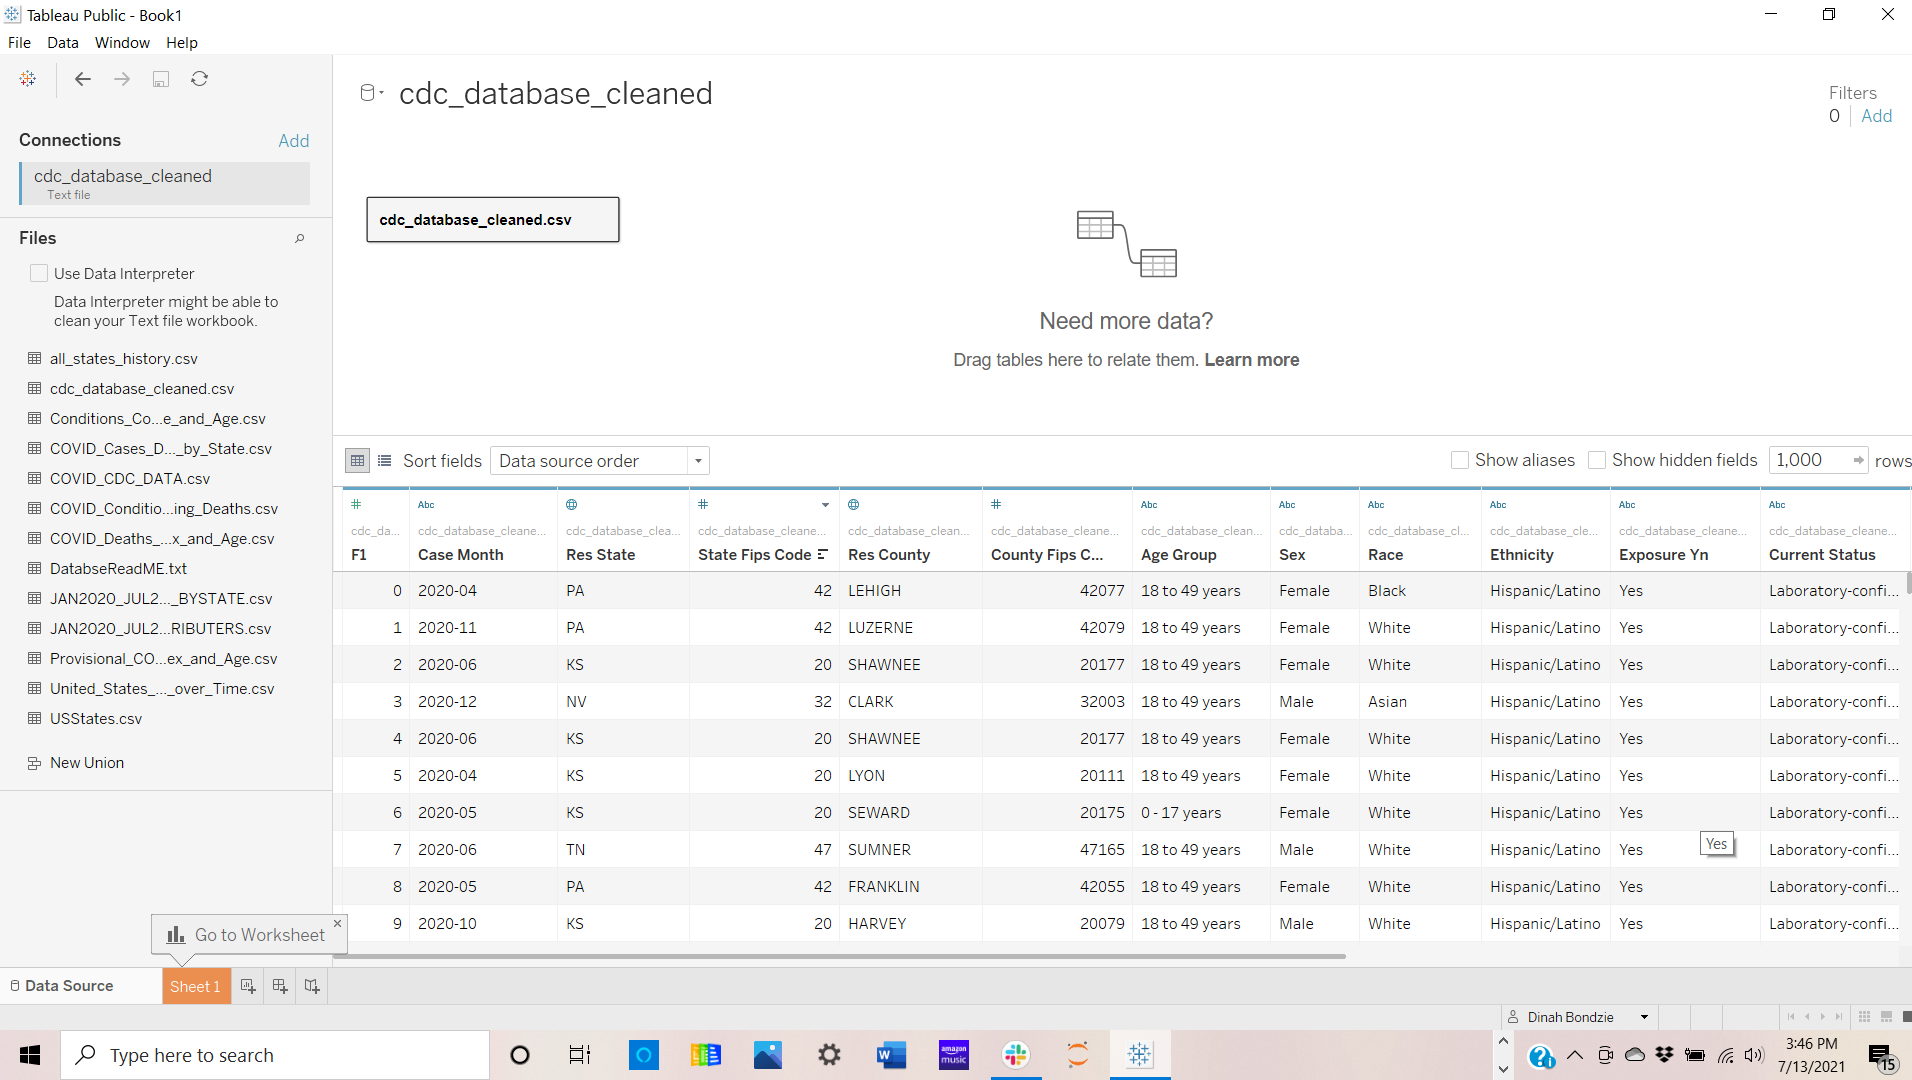 Tableau Public - Book1
File Data Window Help
cdc_database_cleaned
Filters
0 Add
Connections Add
cdc_database_cleaned
Text file
cdc_database_cleaned.csv
Files
Use Data Interpreter
Data Interpreter might be able to
clean your Text file workbook.
Need more data?
Drag tables here to relate them. Learn more
all_states_history.csv
cdc_database_cleaned.csv
Conditions_Co...e_and_Age.csv
COVID_Cases_D..._by_State.csv
COVID_CDC_DATA.csv
COVID_Conditio...ing_Deaths.csv
COVID_Deaths_...x_and_Age.csv
DatabseReadME.txt
JAN2020_JUL2..._BYSTATE.csv
JAN2020_JUL2...RIBUTERS.csv
Provisional_CO...ex_and_Age.csv
United_States_..._over_Time.csv
USStates.csv
New Union
Sort fields Data source order Show aliases Show hidden fields 1,000 rows
# Abc # # Abc Abc Abc Abc Abc Abc
cdc_da... cdc_database_cleane... cdc_database_clea... cdc_database_cleane... cdc_database_clean... cdc_database_cleane... cdc_database_clean... cdc_databa... cdc_database_cl... cdc_database_cle... cdc_database_cleane... cdc_database_cleane...
F1 Case Month Res State State Fips Code Res County County Fips C... Age Group Sex Race Ethnicity Exposure Yn Current Status
0 2020-04 PA 42 LEHIGH 42077 18 to 49 years Female Black Hispanic/Latino Yes Laboratory-confi...
1 2020-11 PA 42 LUZERNE 42079 18 to 49 years Female White Hispanic/Latino Yes Laboratory-confi...
2 2020-06 KS 20 SHAWNEE 20177 18 to 49 years Female White Hispanic/Latino Yes Laboratory-confi...
3 2020-12 NV 32 CLARK 32003 18 to 49 years Male Asian Hispanic/Latino Yes Laboratory-confi...
4 2020-06 KS 20 SHAWNEE 20177 18 to 49 years Female White Hispanic/Latino Yes Laboratory-confi...
5 2020-04 KS 20 LYON 20111 18 to 49 years Female White Hispanic/Latino Yes Laboratory-confi...
6 2020-05 KS 20 SEWARD 20175 0 - 17 years Female White Hispanic/Latino Yes Laboratory-confi...
7 2020-06 TN 47 SUMNER 47165 18 to 49 years Male White Hispanic/Latino Yes Laboratory-confi...
Yes
8 2020-05 PA 42 FRANKLIN 42055 18 to 49 years Female White Hispanic/Latino Yes Laboratory-confi...
9 2020-10 KS 20 HARVEY 20079 18 to 49 years Male White Hispanic/Latino Yes Laboratory-confi...
Go to Worksheet
Data Source Sheet 1
Dinah Bondzie
Type here to search
W
amazon
music
3:46 PM
7/13/2021
15